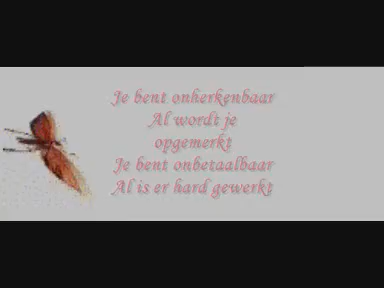 Je bent onherkenbaar
Al wordt je
opgemerkt
Je bent onbetaalbaar
Al is er hard gewerkt